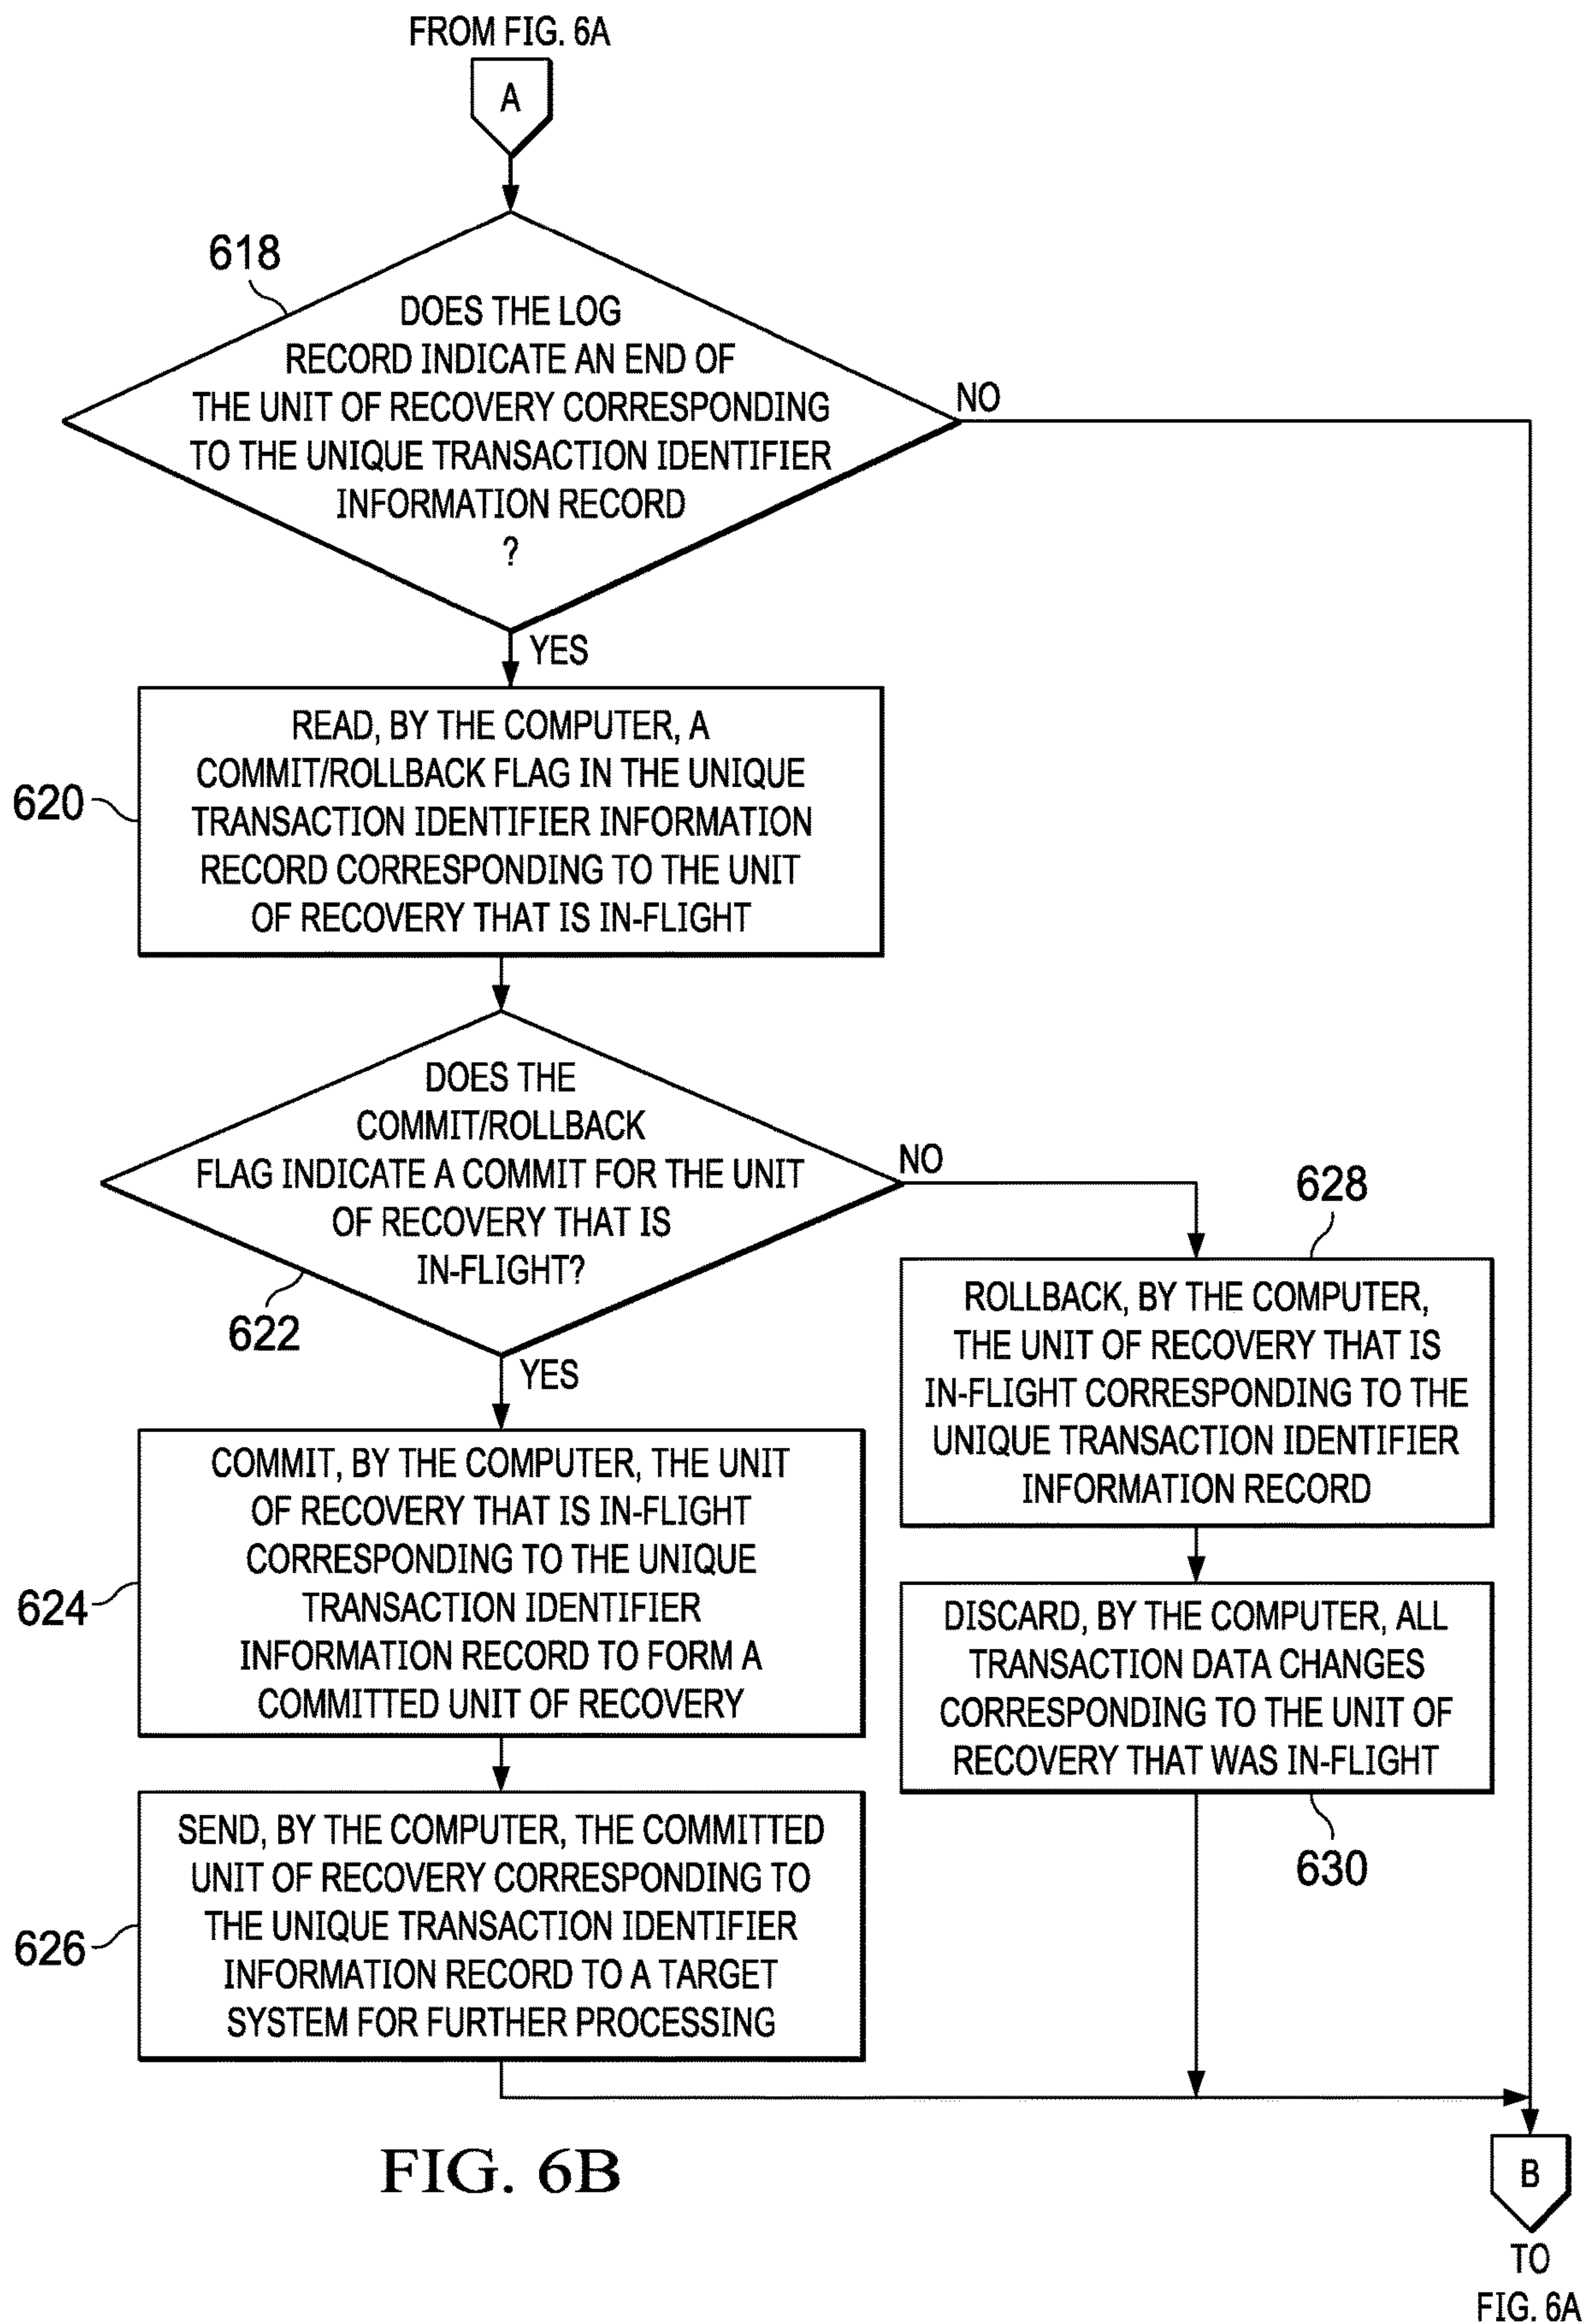 FROM FIG. 6A
A
618
DOES THE LOG
RECORD INDICATE AN END OF
THE UNIT OF RECOVERY CORRESPONDING
TO THE UNIQUE TRANSACTION IDENTIFIER
INFORMATION RECORD
?
NO
YES
620
READ, BY THE COMPUTER, A
COMMIT/ROLLBACK FLAG IN THE UNIQUE
TRANSACTION IDENTIFIER INFORMATION
RECORD CORRESPONDING TO THE UNIT
OF RECOVERY THAT IS IN-FLIGHT
DOES THE
COMMIT/ROLLBACK
FLAG INDICATE A COMMIT FOR THE UNIT
OF RECOVERY THAT IS
IN-FLIGHT?
622
NO
YES
628
ROLLBACK, BY THE COMPUTER,
THE UNIT OF RECOVERY THAT IS
IN-FLIGHT CORRESPONDING TO THE
UNIQUE TRANSACTION IDENTIFIER
INFORMATION RECORD
624
COMMIT, BY THE COMPUTER, THE UNIT
OF RECOVERY THAT IS IN-FLIGHT
CORRESPONDING TO THE UNIQUE
TRANSACTION IDENTIFIER
INFORMATION RECORD TO FORM A
COMMITTED UNIT OF RECOVERY
DISCARD, BY THE COMPUTER, ALL
TRANSACTION DATA CHANGES
CORRESPONDING TO THE UNIT OF
RECOVERY THAT WAS IN-FLIGHT
630
626
SEND, BY THE COMPUTER, THE COMMITTED
UNIT OF RECOVERY CORRESPONDING TO
THE UNIQUE TRANSACTION IDENTIFIER
INFORMATION RECORD TO A TARGET
SYSTEM FOR FURTHER PROCESSING
FIG. 6B
B
TO
FIG. 6A